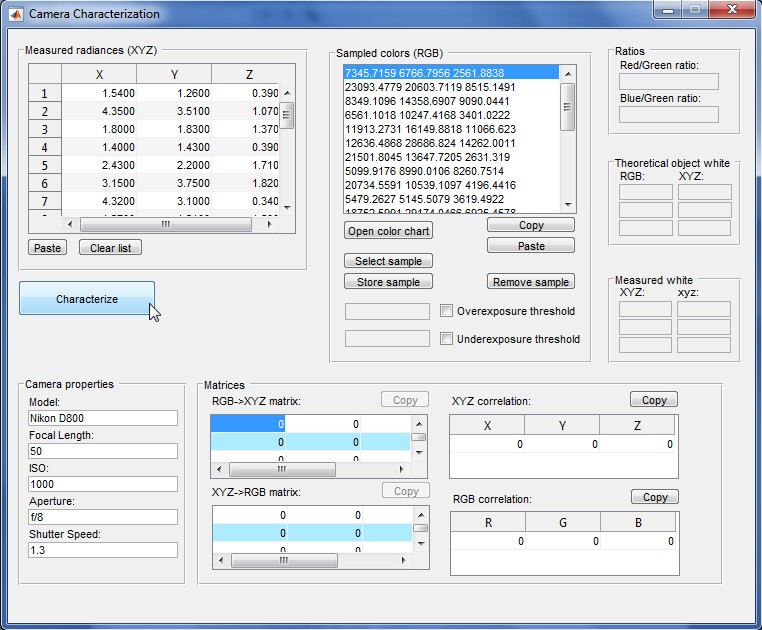 Camera Characterization
Measured radiances (XYZ)
X Y Z
1 1.5400 1.2600 0.390
2 4.3500 3.5100 1.070
3 1.8000 1.8300 1.370
4 1.4000 1.4300 0.390
5 2.4300 2.2000 1.710
6 3.1500 3.7500 1.820
7 4.3200 3.1000 0.340
Paste Clear list
Characterize
Sampled colors (RGB)
7345.7159 6766.7956 2561.8838
23093.4779 20603.7119 8515.1491
8349.1096 14358.6907 9090.0441
6561.1018 10247.4168 3401.0222
11913.2731 16149.8818 11066.623
12636.4868 28686.824 14262.0011
21501.8045 13647.7205 2631.319
5099.9176 8990.0106 8260.7514
20734.5591 10539.1097 4196.4416
5479.2627 5145.5079 3619.4922
18752.5991 29174.0466 6925.4578
Open color chart
Copy
Paste
Select sample
Store sample
Remove sample
Overexposure threshold
Underexposure threshold
Ratios
Red/Green ratio:
Blue/Green ratio:
Theoretical object white
RGB: XYZ:
Measured white
XYZ: xyz:
Camera properties
Model:
Nikon D800
Focal Length:
50
ISO:
1000
Aperture:
f/8
Shutter Speed:
1.3
Matrices
RGB->XYZ matrix: Copy
0 0
0 0
0 0
XYZ->RGB matrix: Copy
0 0
0 0
0 0
XYZ correlation: Copy
X Y Z
0 0 0
RGB correlation: Copy
R G B
0 0 0